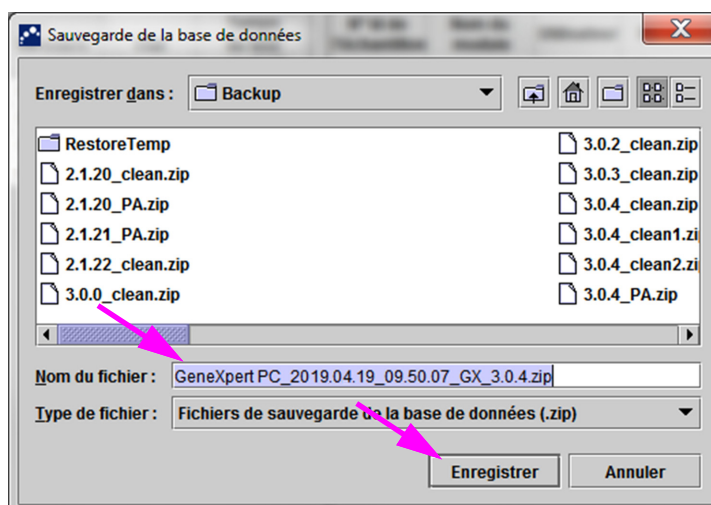 Sauvegarde de la base de données
Enregistrer dans :
Backup
RestoreTemp
2.1.20_clean.zip
2.1.20_PA.zip
2.1.21_PA.zip
2.1.22_clean.zip
3.0.0_clean.zip
3.0.2_clean.zip
3.0.3_clean.zip
3.0.4_clean.zip
3.0.4_clean1.zi
3.0.4_clean2.zi
3.0.4_PA.zip
Nom du fichier : GeneXpert PC_2019.04.19_09.50.07_GX_3.0.4.zip
Type de fichier : Fichiers de sauvegarde de la base de données (.zip)
Enregistrer Annuler